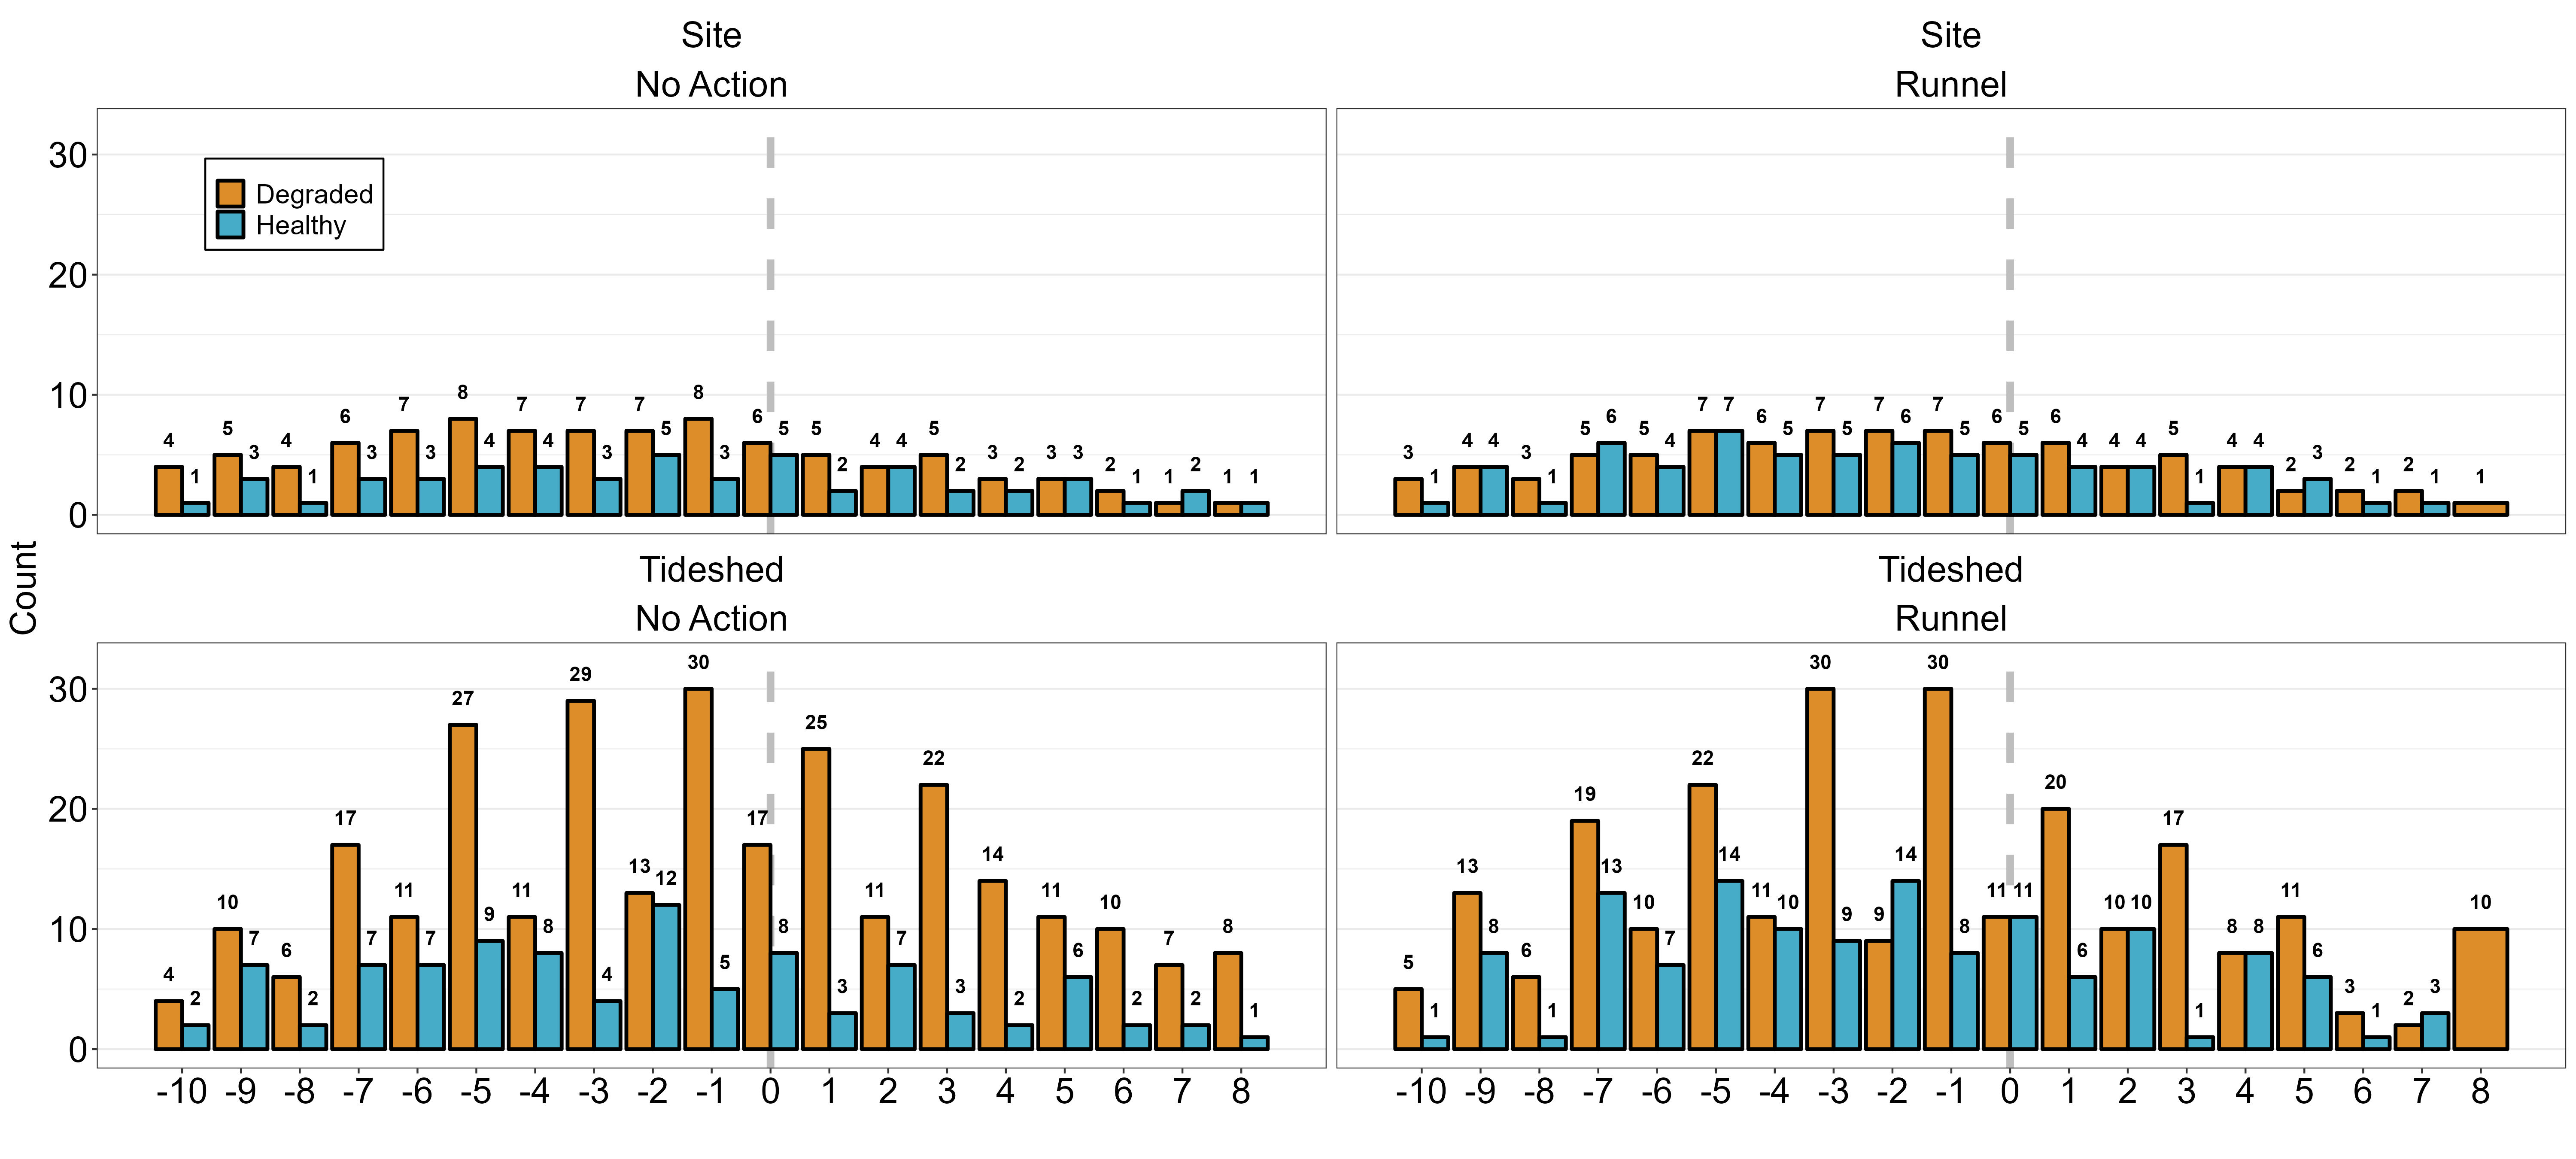 Site
No Action
Site
Runnel
30
20
10
0
Degraded
Healthy
4 1 5 3 4 1 6 3 7 3 8 4 7 4 7 3 7 5 8 3 6 5 5 2 4 4 5 2 3 2 3 3 2 1 1 2 1 1
3 1 4 4 3 1 5 6 5 4 7 7 6 5 7 5 7 6 7 5 6 5 6 4 4 4 5 1 4 4 2 3 2 1 2 1 1
Count
Tideshed
No Action
Tideshed
Runnel
30
20
10
0
4 2 10 7 6 2 17 7 11 7 27 9 11 8 29 4 13 12 30 5 17 8 25 3 11 7 22 3 14 2 11 6 10 2 7 2 8 1
5 1 13 8 6 1 19 13 10 7 22 14 11 10 30 9 9 14 30 8 11 11 20 6 10 10 17 1 8 8 11 6 3 1 2 3 10
-10 -9 -8 -7 -6 -5 -4 -3 -2 -1 0 1 2 3 4 5 6 7 8
-10 -9 -8 -7 -6 -5 -4 -3 -2 -1 0 1 2 3 4 5 6 7 8